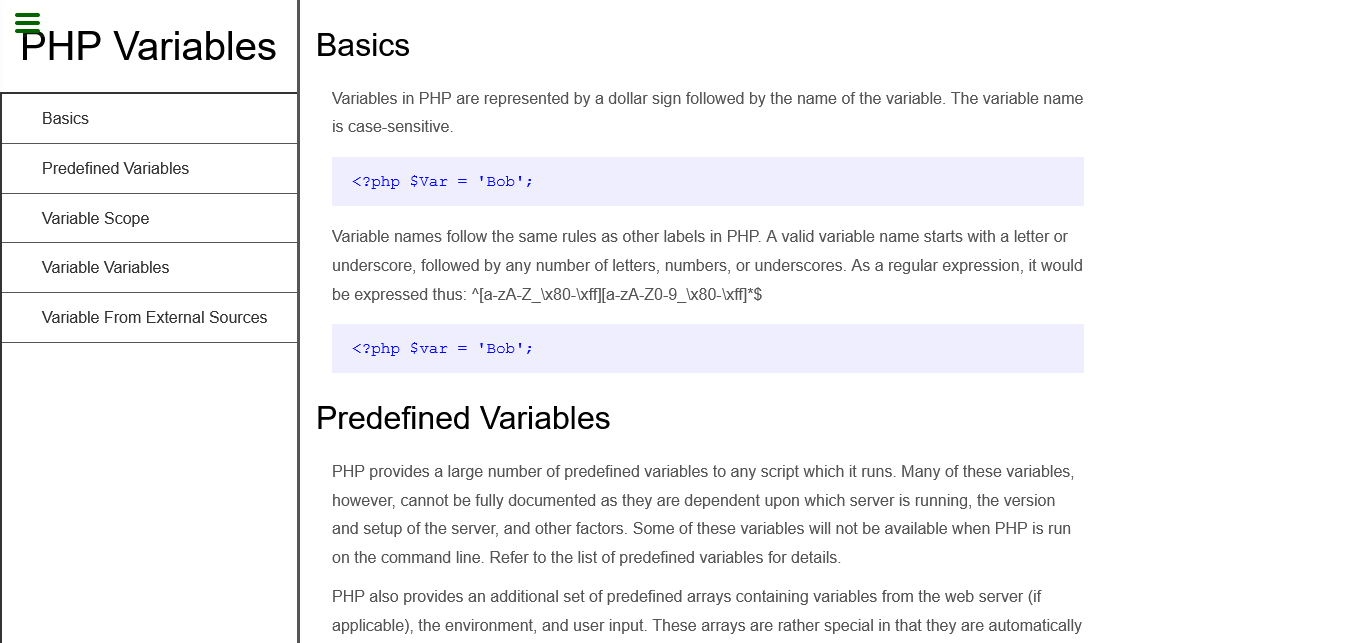 PHP Variables
Basics
Predefined Variables
Variable Scope
Variable Variables
Variable From External Sources
Basics
Variables in PHP are represented by a dollar sign followed by the name of the variable. The variable name
is case-sensitive.
<?php $Var = 'Bob';
Variable names follow the same rules as other labels in PHP. A valid variable name starts with a letter or
underscore, followed by any number of letters, numbers, or underscores. As a regular expression, it would
be expressed thus: ^[a-zA-Z_\x80-\xff][a-zA-Z0-9_\x80-\xff]*$
<?php $var = 'Bob';
Predefined Variables
PHP provides a large number of predefined variables to any script which it runs. Many of these variables,
however, cannot be fully documented as they are dependent upon which server is running, the version
and setup of the server, and other factors. Some of these variables will not be available when PHP is run
on the command line. Refer to the list of predefined variables for details.
PHP also provides an additional set of predefined arrays containing variables from the web server (if
applicable), the environment, and user input. These arrays are rather special in that they are automatically